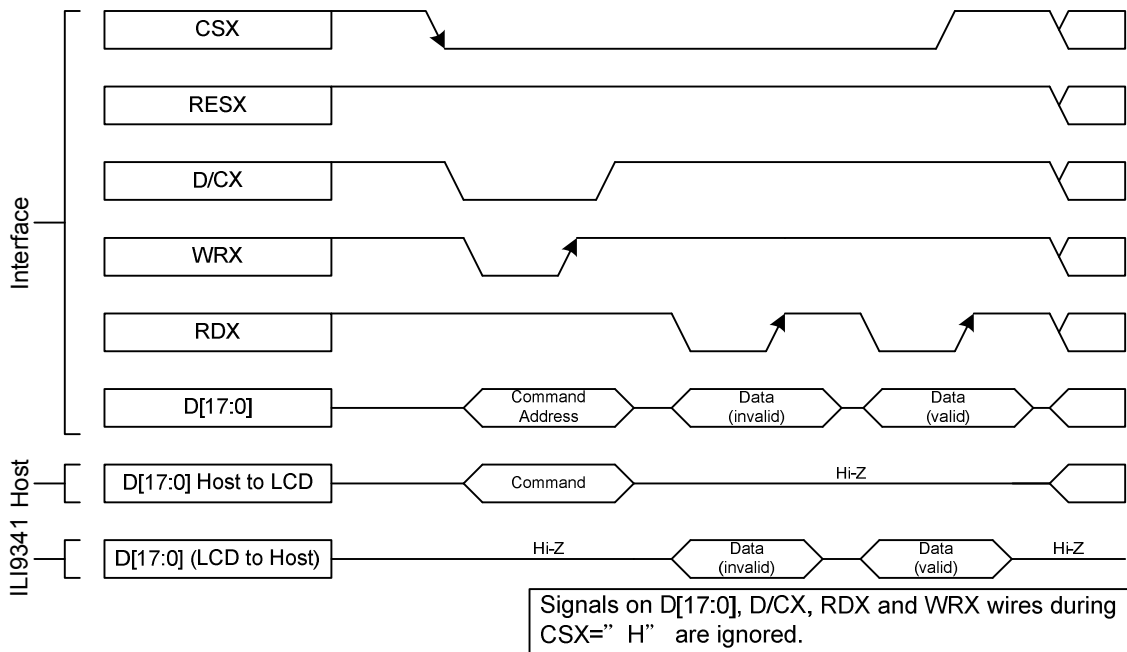 CSX
RESX
D/CX
WRX
RDX
D[17:0]
Command
Address
Data
(invalid)
Data
(valid)
Interface
D[17:0] Host to LCD
Command
Hi-Z
Host
D[17:0] (LCD to Host)
Hi-Z
Data
(invalid)
Data
(valid)
Hi-Z
ILI9341
Signals on D[17:0], D/CX, RDX and WRX wires during
CSX=” H” are ignored.